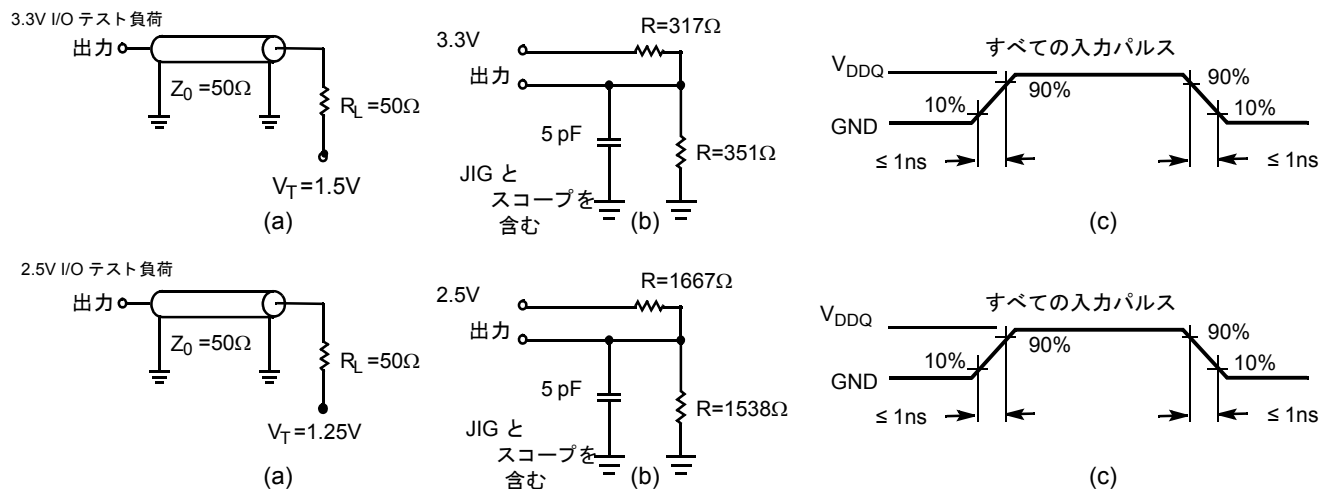 3.3V I/O テスト負荷
出力
Z0 =50Ω
RL =50Ω
VT =1.5V
(a)
R=317Ω
3.3V
出力
5 pF
R=351Ω
JIG と
スコープを
含む
(b)
すべての入力パルス
VDDQ
GND
10%
90%
90%
10%
≤ 1ns
≤ 1ns
(c)
2.5V I/O テスト負荷
出力
Z0 =50Ω
RL =50Ω
VT =1.25V
(a)
R=1667Ω
2.5V
出力
5 pF
R=1538Ω
JIG と
スコープを
含む
(b)
すべての入力パルス
VDDQ
GND
10%
90%
90%
10%
≤ 1ns
≤ 1ns
(c)